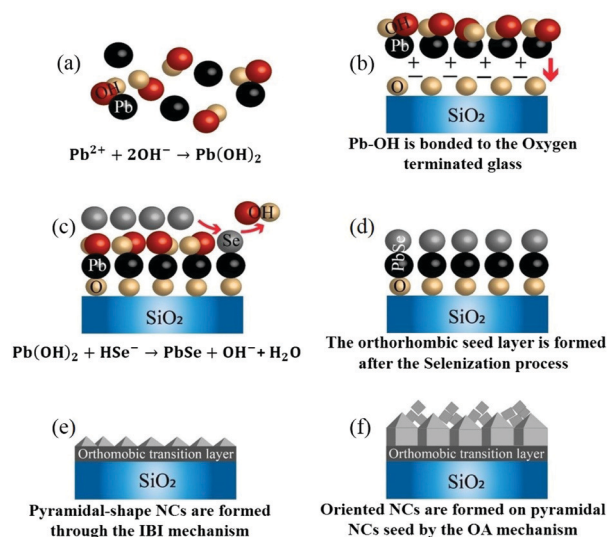 (a)
OH
Pb
Pb²⁺ + 2OH⁻ → Pb(OH)₂
(b)
OH
Pb
+ + + +
− − − −
O
SiO₂
Pb-OH is bonded to the Oxygen
terminated glass
(c)
OH
Se
Pb
O
SiO₂
Pb(OH)₂ + HSe⁻ → PbSe + OH⁻ + H₂O
(d)
PbSe
O
SiO₂
The orthorhombic seed layer is formed
after the Selenization process
(e)
Orthomobic transition layer
SiO₂
Pyramidal-shape NCs are formed
through the IBI mechanism
(f)
Orthomobic transition layer
SiO₂
Oriented NCs are formed on pyramidal
NCs seed by the OA mechanism